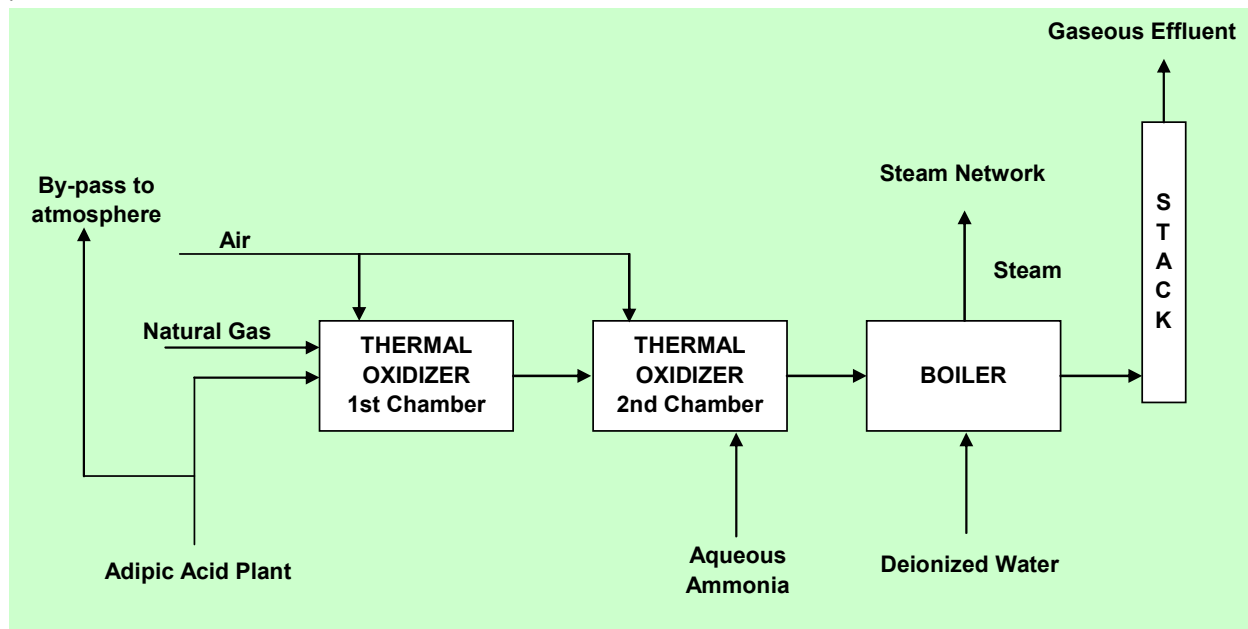 Gaseous Effluent
By-pass to
atmosphere
Steam Network
S
T
A
C
K
Air
Steam
Natural Gas
THERMAL
OXIDIZER
1st Chamber
THERMAL
OXIDIZER
2nd Chamber
BOILER
Adipic Acid Plant
Aqueous
Ammonia
Deionized Water